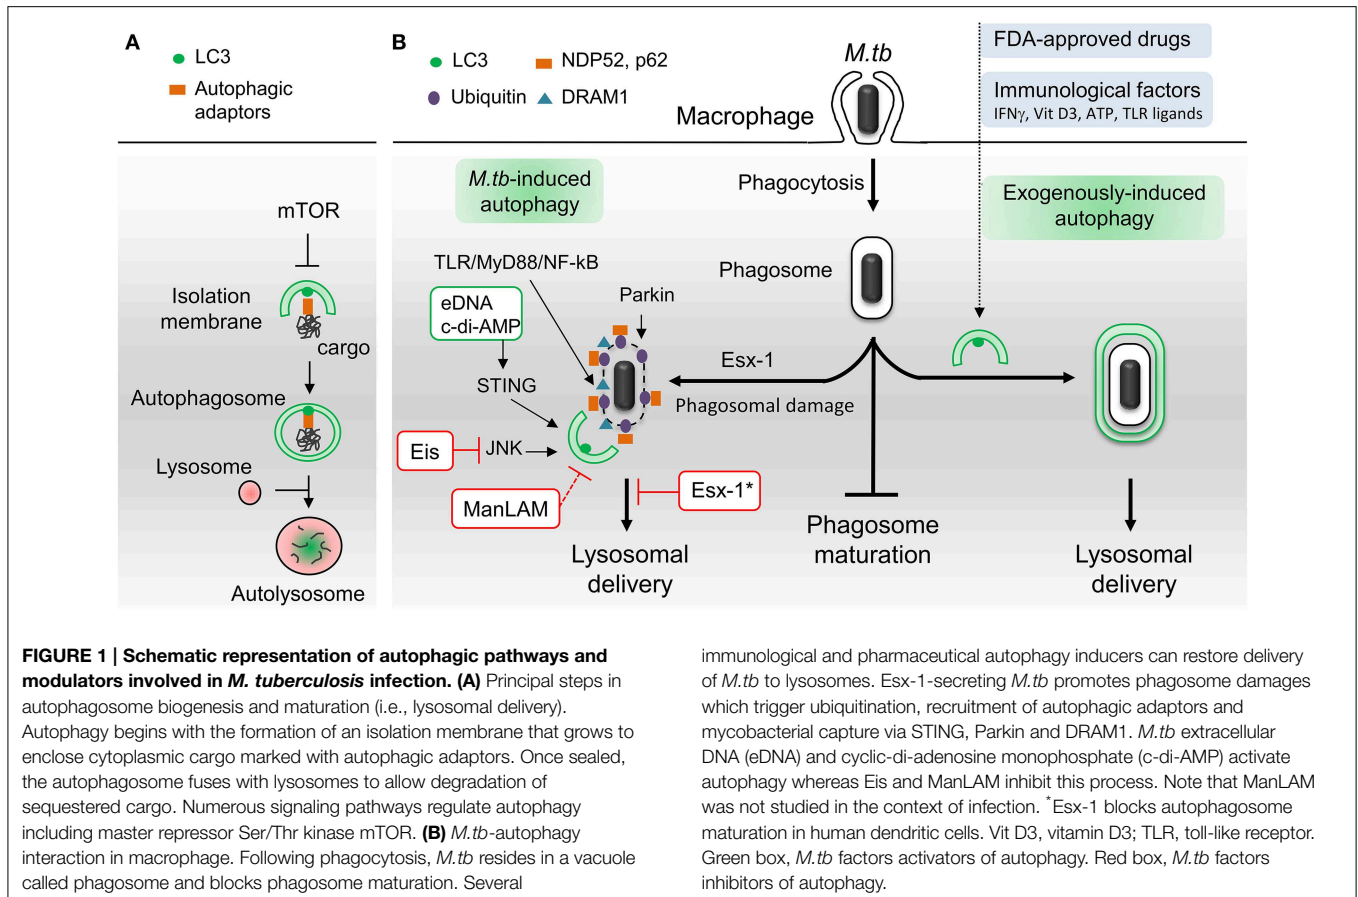 A
LC3
Autophagic
adaptors
mTOR
Isolation
membrane
cargo
Autophagosome
Lysosome
Autolysosome
B
LC3
NDP52, p62
Ubiquitin
DRAM1
M.tb
Macrophage
FDA-approved drugs
Immunological factors
IFNγ, Vit D3, ATP, TLR ligands
M.tb-induced
autophagy
Phagocytosis
Exogenously-induced
autophagy
TLR/MyD88/NF-kB
Phagosome
eDNA
c-di-AMP
Parkin
STING
Esx-1
Phagosomal damage
Eis
JNK
ManLAM
Esx-1*
Lysosomal
delivery
Phagosome
maturation
Lysosomal
delivery
FIGURE 1 | Schematic representation of autophagic pathways and
modulators involved in M. tuberculosis infection. (A) Principal steps in
autophagosome biogenesis and maturation (i.e., lysosomal delivery).
Autophagy begins with the formation of an isolation membrane that grows to
enclose cytoplasmic cargo marked with autophagic adaptors. Once sealed,
the autophagosome fuses with lysosomes to allow degradation of
sequestered cargo. Numerous signaling pathways regulate autophagy
including master repressor Ser/Thr kinase mTOR. (B) M.tb-autophagy
interaction in macrophage. Following phagocytosis, M.tb resides in a vacuole
called phagosome and blocks phagosome maturation. Several
immunological and pharmaceutical autophagy inducers can restore delivery
of M.tb to lysosomes. Esx-1-secreting M.tb promotes phagosome damages
which trigger ubiquitination, recruitment of autophagic adaptors and
mycobacterial capture via STING, Parkin and DRAM1. M.tb extracellular
DNA (eDNA) and cyclic-di-adenosine monophosphate (c-di-AMP) activate
autophagy whereas Eis and ManLAM inhibit this process. Note that ManLAM
was not studied in the context of infection. *Esx-1 blocks autophagosome
maturation in human dendritic cells. Vit D3, vitamin D3; TLR, toll-like receptor.
Green box, M.tb factors activators of autophagy. Red box, M.tb factors
inhibitors of autophagy.